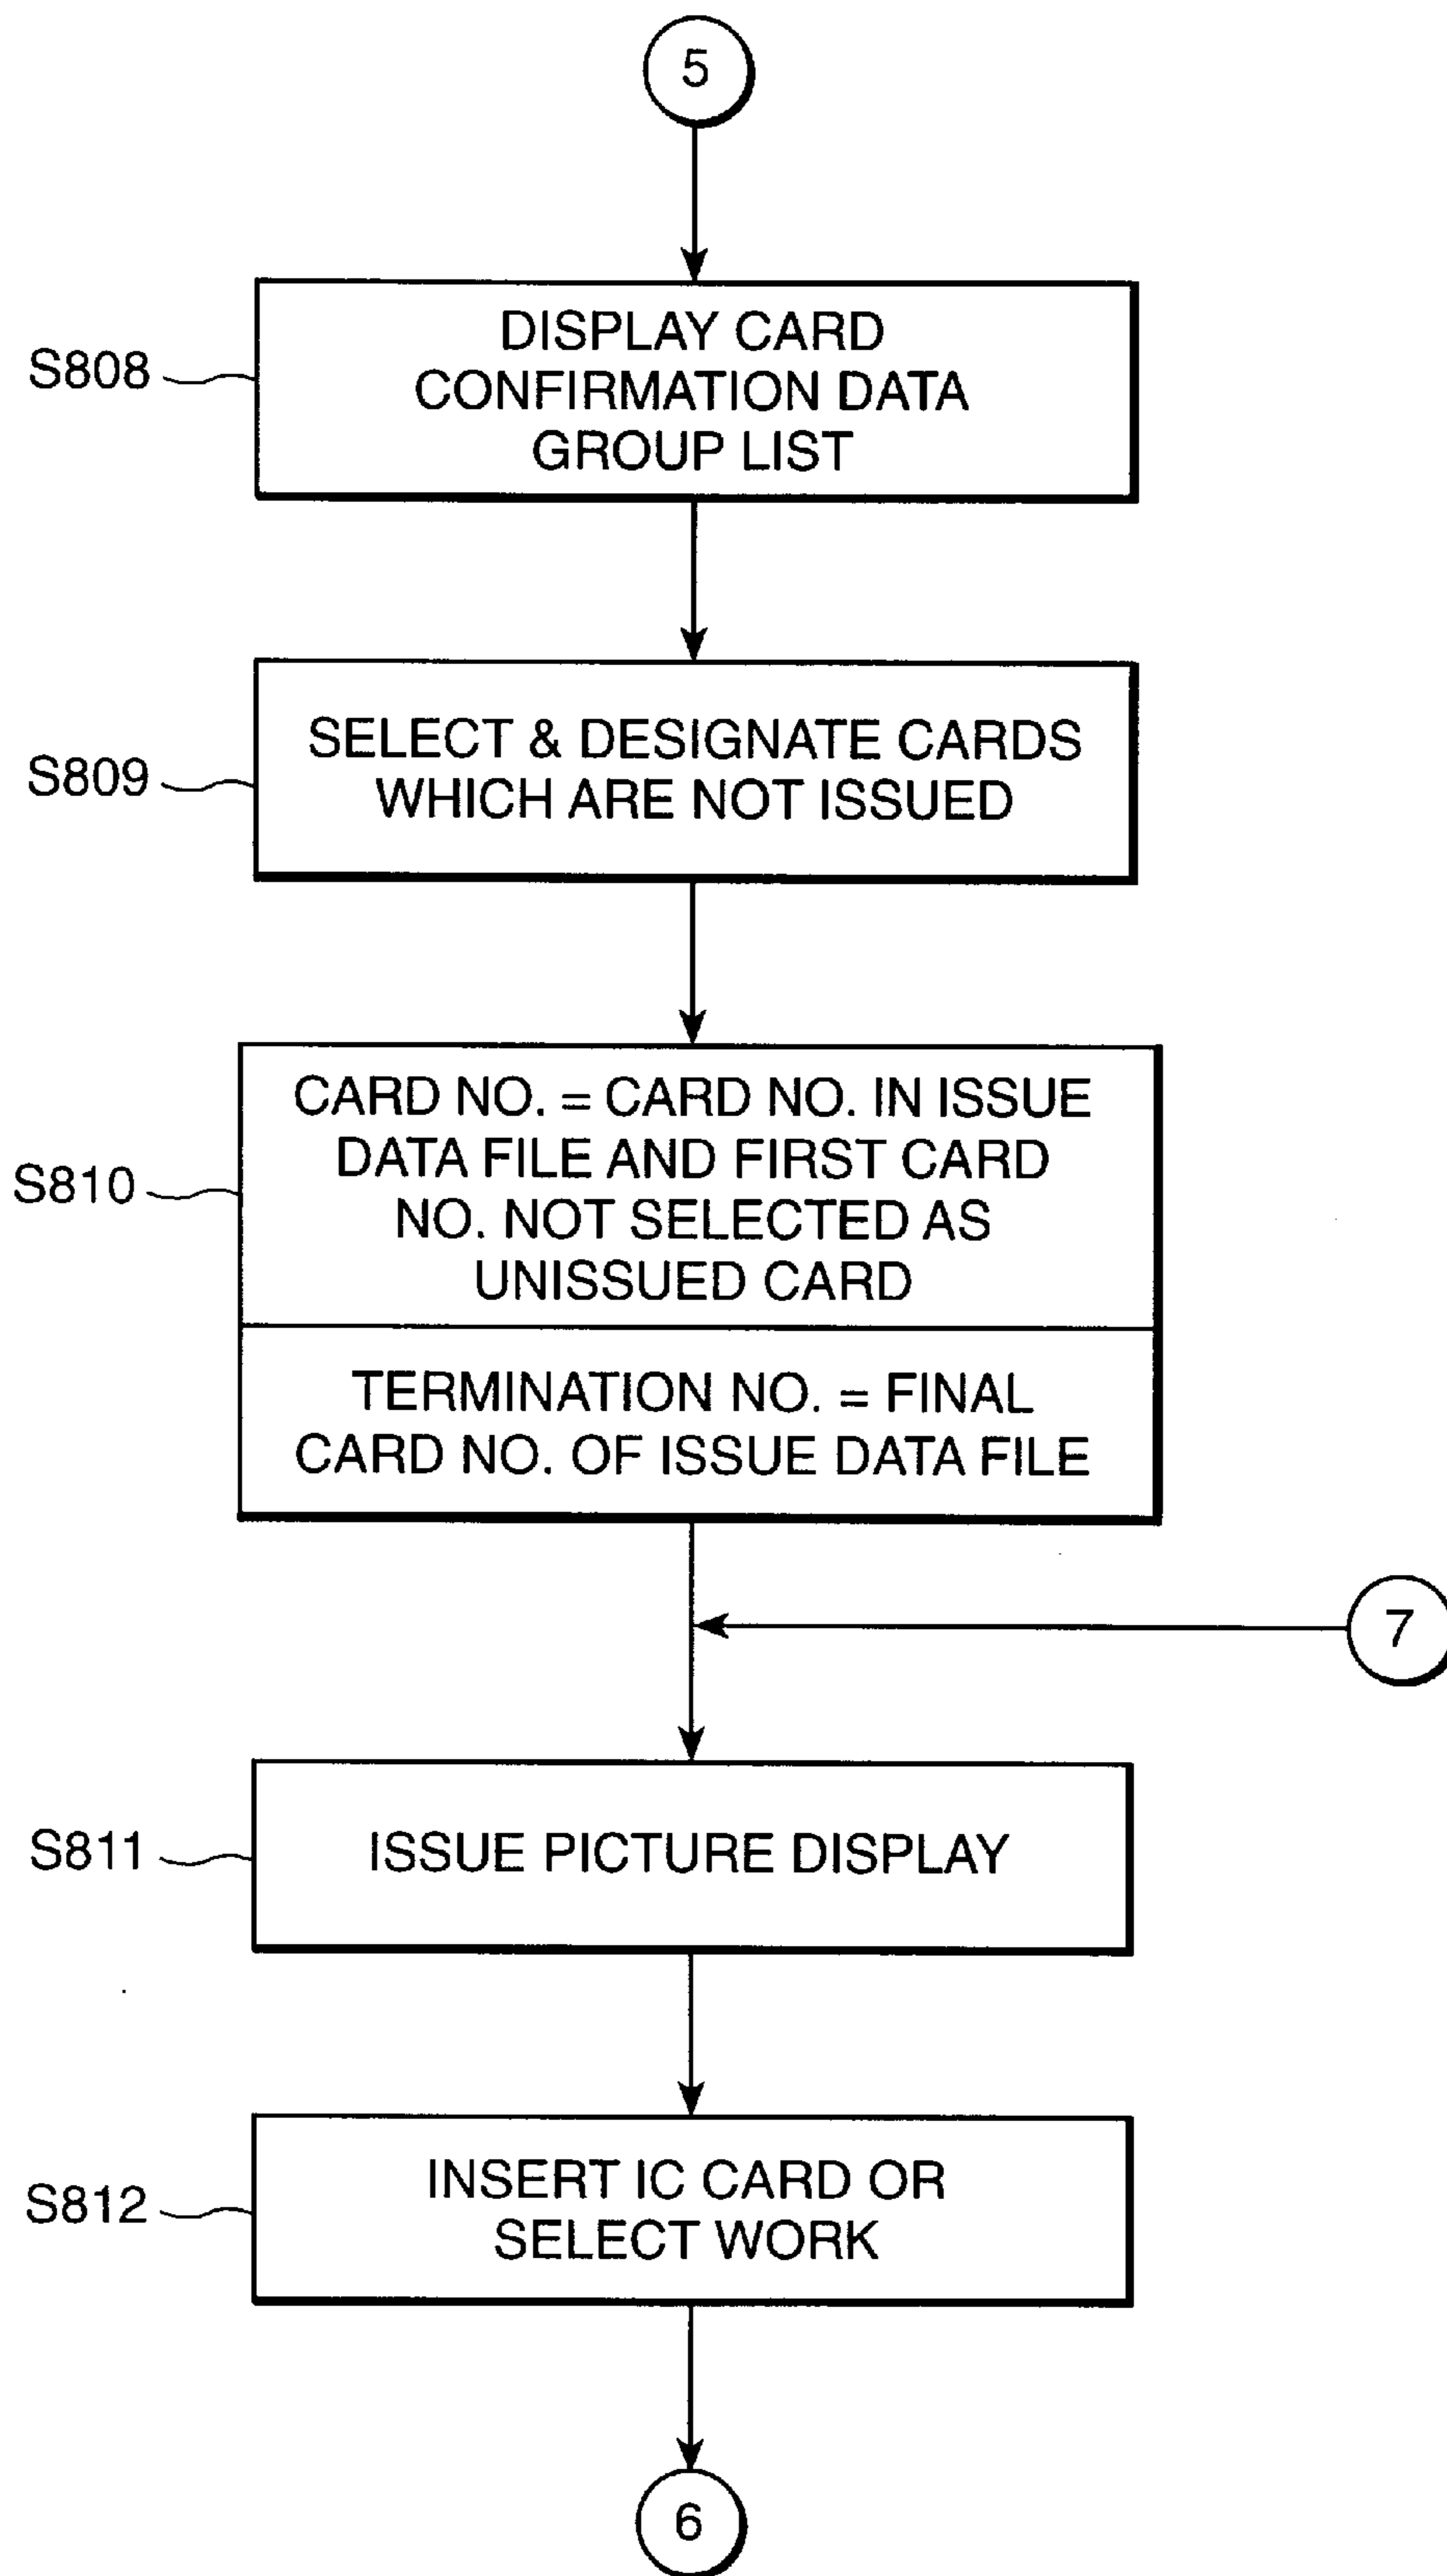 5
DISPLAY CARD
CONFIRMATION DATA
GROUP LIST
S808
SELECT & DESIGNATE CARDS
WHICH ARE NOT ISSUED
S809
CARD NO. = CARD NO. IN ISSUE
DATA FILE AND FIRST CARD
NO. NOT SELECTED AS
UNISSUED CARD
S810
TERMINATION NO. = FINAL
CARD NO. OF ISSUE DATA FILE
7
S811
ISSUE PICTURE DISPLAY
S812
INSERT IC CARD OR
SELECT WORK
6